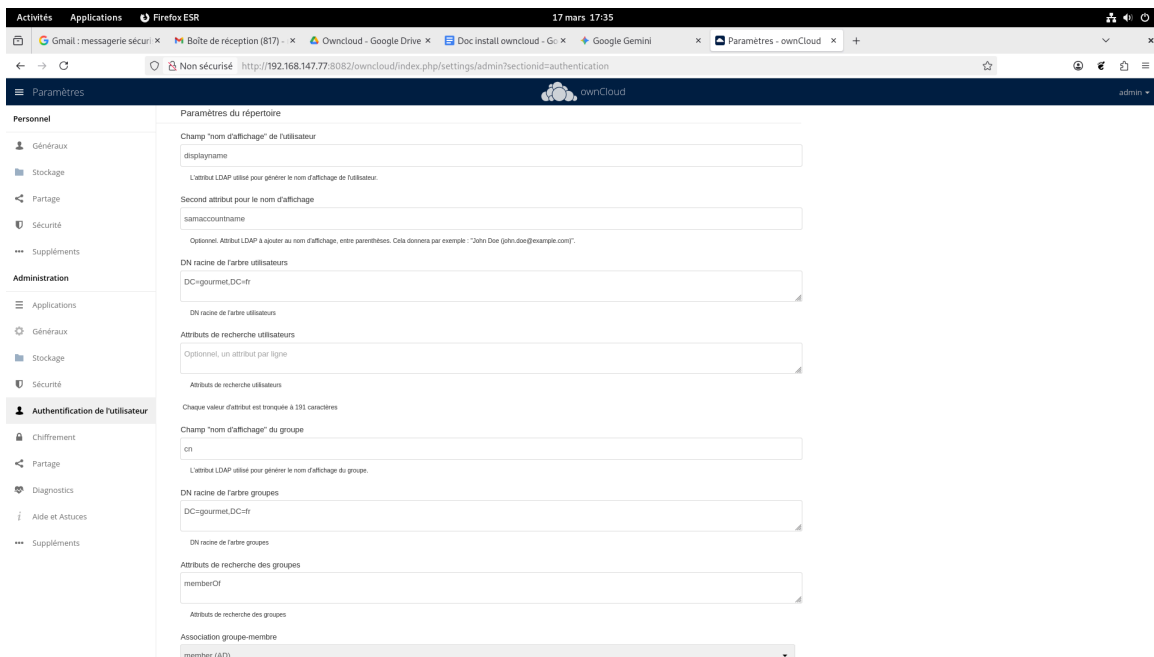 Activités Applications Firefox ESR 17 mars 17:35
Gmail : messagerie sécuri × Boîte de réception (817) - × Owncloud - Google Drive × Doc install owncloud - Go × Google Gemini × Paramètres - ownCloud × +
Non sécurisé http://192.168.147.77:8082/owncloud/index.php/settings/admin?sectionid=authentication
Paramètres ownCloud admin
Personnel
Généraux
Stockage
Partage
Sécurité
Suppléments
Administration
Applications
Généraux
Stockage
Sécurité
Authentification de l'utilisateur
Chiffrement
Partage
Diagnostics
Aide et Astuces
Suppléments
Paramètres du répertoire
Champ "nom d'affichage" de l'utilisateur
displayname
L'attribut LDAP utilisé pour générer le nom d'affichage de l'utilisateur.
Second attribut pour le nom d'affichage
samaccountname
Optionnel. Attribut LDAP à ajouter au nom d'affichage, entre parenthèses. Cela donnera par exemple : "John Doe (john.doe@example.com)".
DN racine de l'arbre utilisateurs
DC=gourmet,DC=fr
DN racine de l'arbre utilisateurs
Attributs de recherche utilisateurs
Optionnel, un attribut par ligne
Attributs de recherche utilisateurs
Chaque valeur d'attribut est tronquée à 191 caractères
Champ "nom d'affichage" du groupe
cn
L'attribut LDAP utilisé pour générer le nom d'affichage du groupe.
DN racine de l'arbre groupes
DC=gourmet,DC=fr
DN racine de l'arbre groupes
Attributs de recherche des groupes
memberOf
Attributs de recherche des groupes
Association groupe-membre
member (AD)